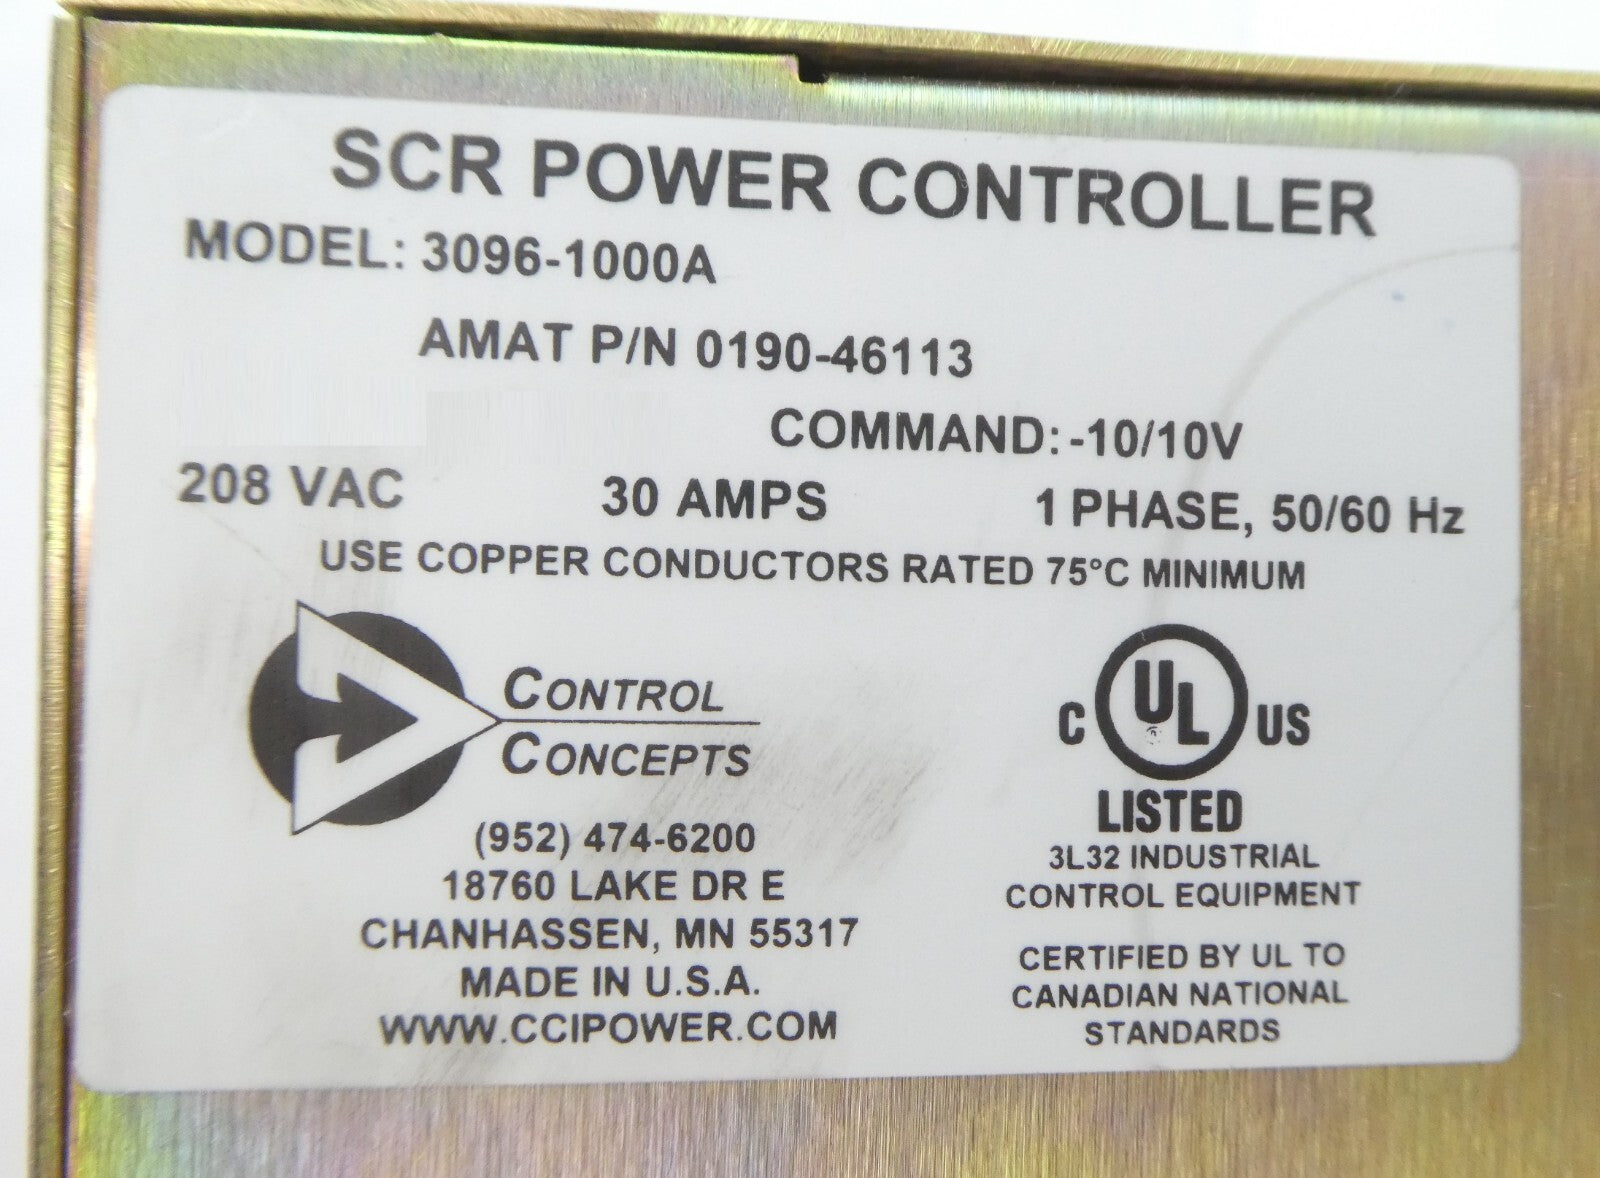 SCR POWER CONTROLLER
MODEL: 3096-1000A
AMAT P/N 0190-46113
COMMAND: -10/10V
208 VAC 30 AMPS 1 PHASE, 50/60 Hz
USE COPPER CONDUCTORS RATED 75°C MINIMUM
CONTROL
CONCEPTS
(952) 474-6200
18760 LAKE DR E
CHANHASSEN, MN 55317
MADE IN U.S.A.
WWW.CCIPOWER.COM
C UL US
LISTED
3L32 INDUSTRIAL
CONTROL EQUIPMENT
CERTIFIED BY UL TO
CANADIAN NATIONAL
STANDARDS